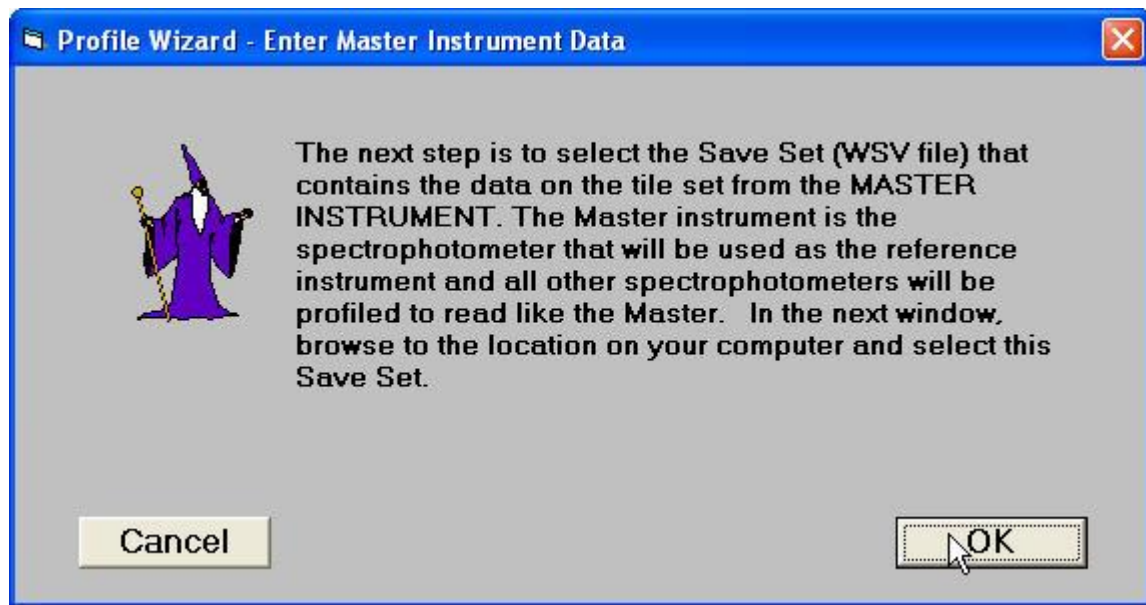 Profile Wizard - Enter Master Instrument Data
The next step is to select the Save Set (WSV file) that
contains the data on the tile set from the MASTER
INSTRUMENT. The Master instrument is the
spectrophotometer that will be used as the reference
instrument and all other spectrophotometers will be
profiled to read like the Master.   In the next window,
browse to the location on your computer and select this
Save Set.
Cancel
OK